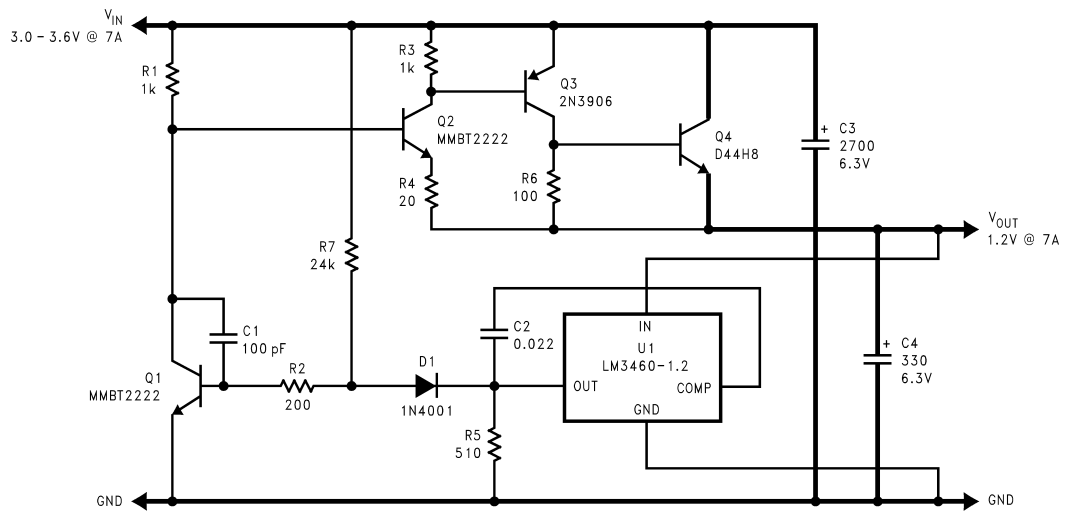 VIN
3.0 – 3.6V @ 7A
R1
1k
R3
1k
Q3
2N3906
Q2
MMBT2222
Q4
D44H8
+ C3
2700
6.3V
R4
20
R6
100
VOUT
1.2V @ 7A
R7
24k
C1
100 pF
C2
0.022
IN
U1
LM3460-1.2
OUT
COMP
GND
+ C4
330
6.3V
D1
1N4001
R2
200
Q1
MMBT2222
R5
510
GND
GND